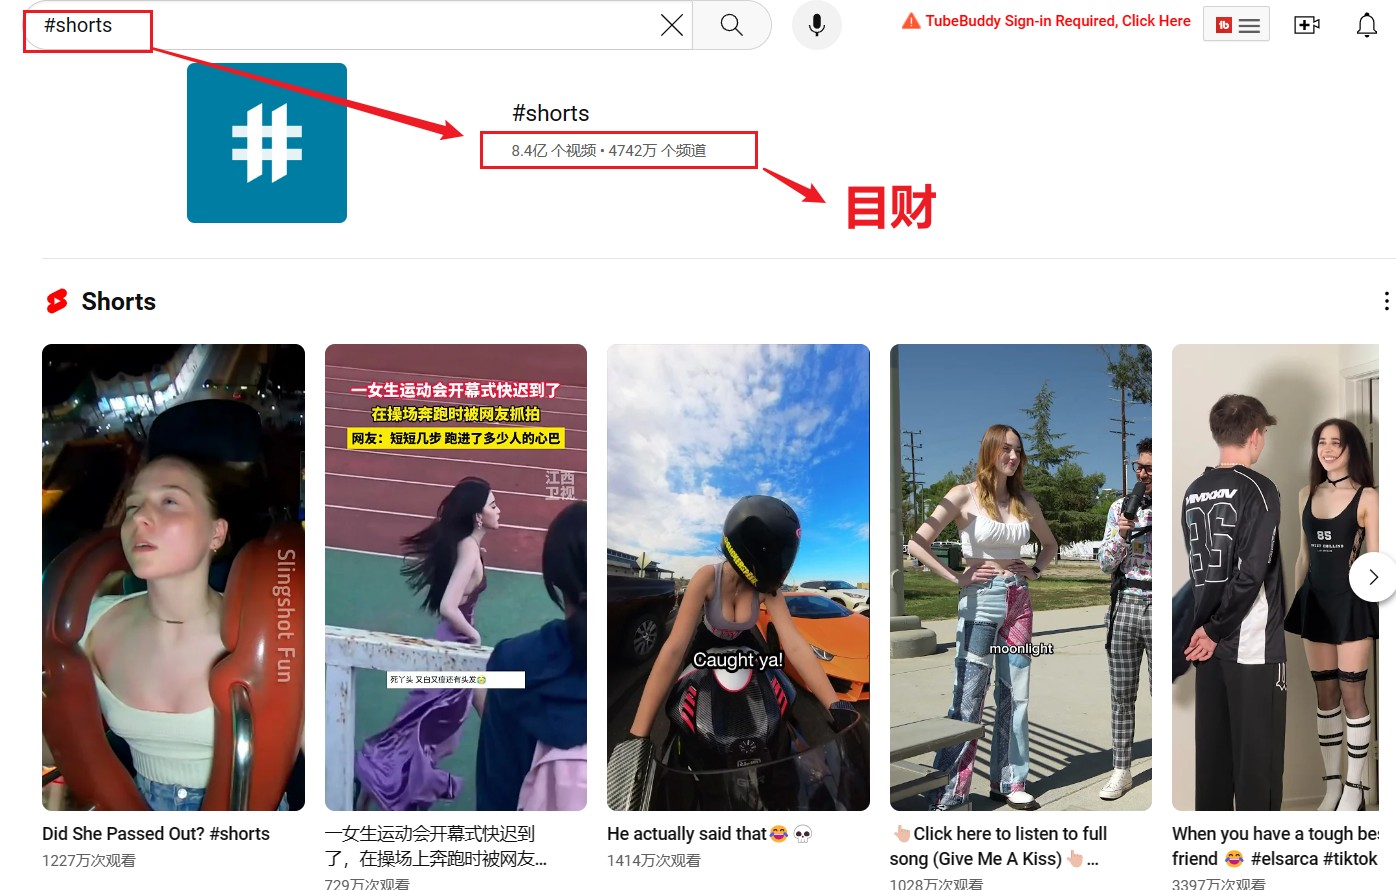 #shorts
TubeBuddy Sign-in Required, Click Here
tb
#shorts
8.4亿 个视频 • 4742万 个频道
目财
Shorts
Slingshot Fun
一女生运动会开幕式快迟到了
在操场奔跑时被网友抓拍
网友：短短几步 跑进了多少人的心巴
江西
卫视
死丫头 又白又瘦还有头发😭
Caught ya!
moonlight
85
Did She Passed Out? #shorts
1227万次观看
一女生运动会开幕式快迟到
了，在操场上奔跑时被网友...
729万次观看
He actually said that😂💀
1414万次观看
👆🏻Click here to listen to full
song (Give Me A Kiss)👆🏻...
1028万次观看
When you have a tough bes
friend 😂 #elsarca #tiktok
3397万次观看